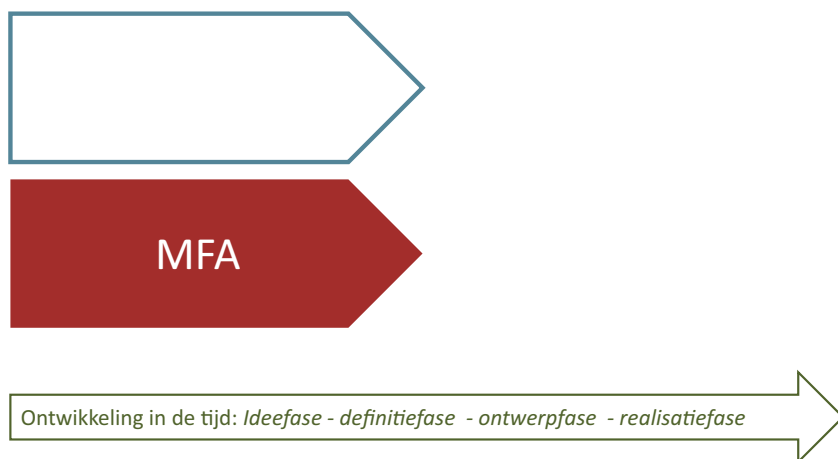 MFA
Ontwikkeling in de tijd: Ideefase - definitiefase - ontwerpfase - realisatiefase